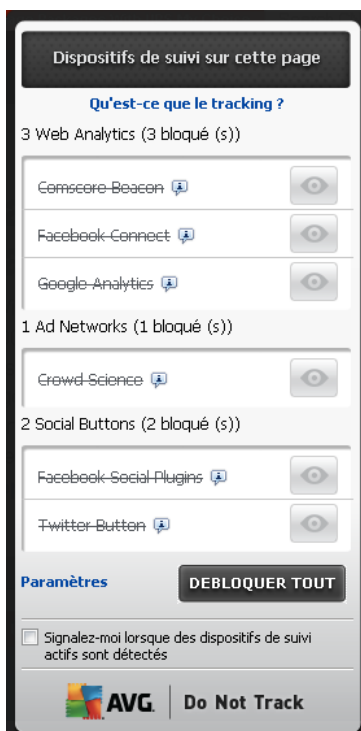 Dispositifs de suivi sur cette page
Qu'est-ce que le tracking ?
3 Web Analytics (3 bloqué (s))
Comscore Beacon
Facebook Connect
Google Analytics
1 Ad Networks (1 bloqué (s))
Crowd Science
2 Social Buttons (2 bloqué (s))
Facebook Social Plugins
Twitter Button
Paramètres DEBLOQUER TOUT
Signalez-moi lorsque des dispositifs de suivi
actifs sont détectés
AVG. Do Not Track